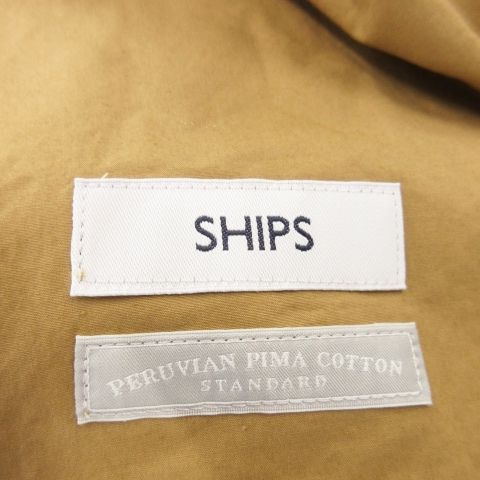 SHIPS
PERUVIAN PIMA COTTON
STANDARD